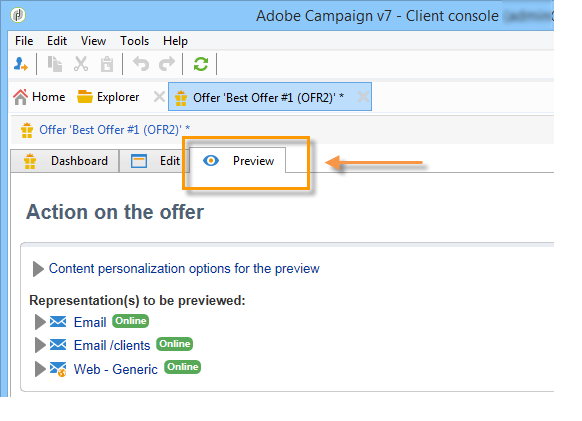 Adobe Campaign v7 - Client console
File Edit View Tools Help
Home Explorer Offer 'Best Offer #1 (OFR2)' *
Offer 'Best Offer #1 (OFR2)' *
Dashboard Edit Preview
Action on the offer
Content personalization options for the preview
Representation(s) to be previewed:
Email Online
Email /clients Online
Web - Generic Online